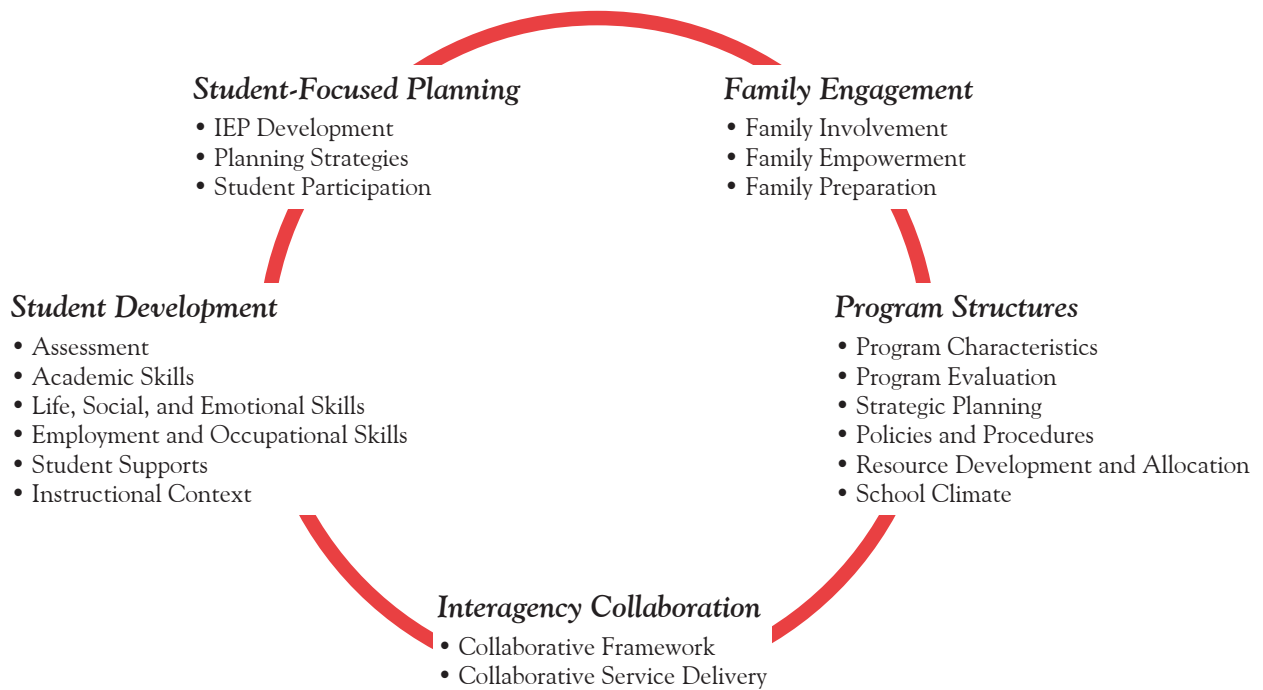 Student-Focused Planning
• IEP Development
• Planning Strategies
• Student Participation
Family Engagement
• Family Involvement
• Family Empowerment
• Family Preparation
Student Development
• Assessment
• Academic Skills
• Life, Social, and Emotional Skills
• Employment and Occupational Skills
• Student Supports
• Instructional Context
Program Structures
• Program Characteristics
• Program Evaluation
• Strategic Planning
• Policies and Procedures
• Resource Development and Allocation
• School Climate
Interagency Collaboration
• Collaborative Framework
• Collaborative Service Delivery